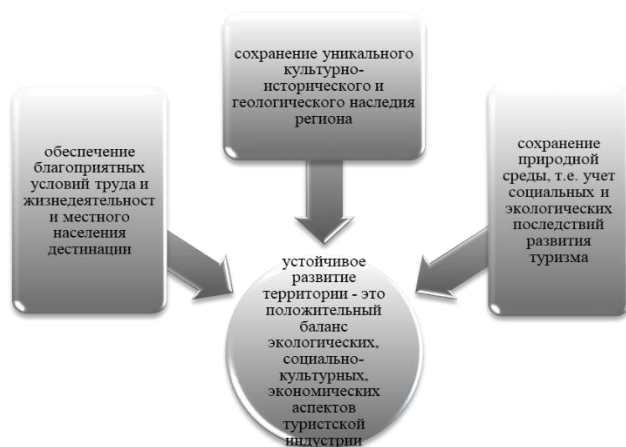 сохранение уникального
культурно-
исторического и
геологического наследия
региона
обеспечение
благоприятных
условий труда и
жизнедеятельност
и местного
населения
дестинации
сохранение
природной
среды, т.е. учет
социальных и
экологических
последствий
развития
туризма
устойчивое
развитие
территории - это
положительный
баланс
экологических,
социально-
культурных,
экономических
аспектов
туристской
индустрии